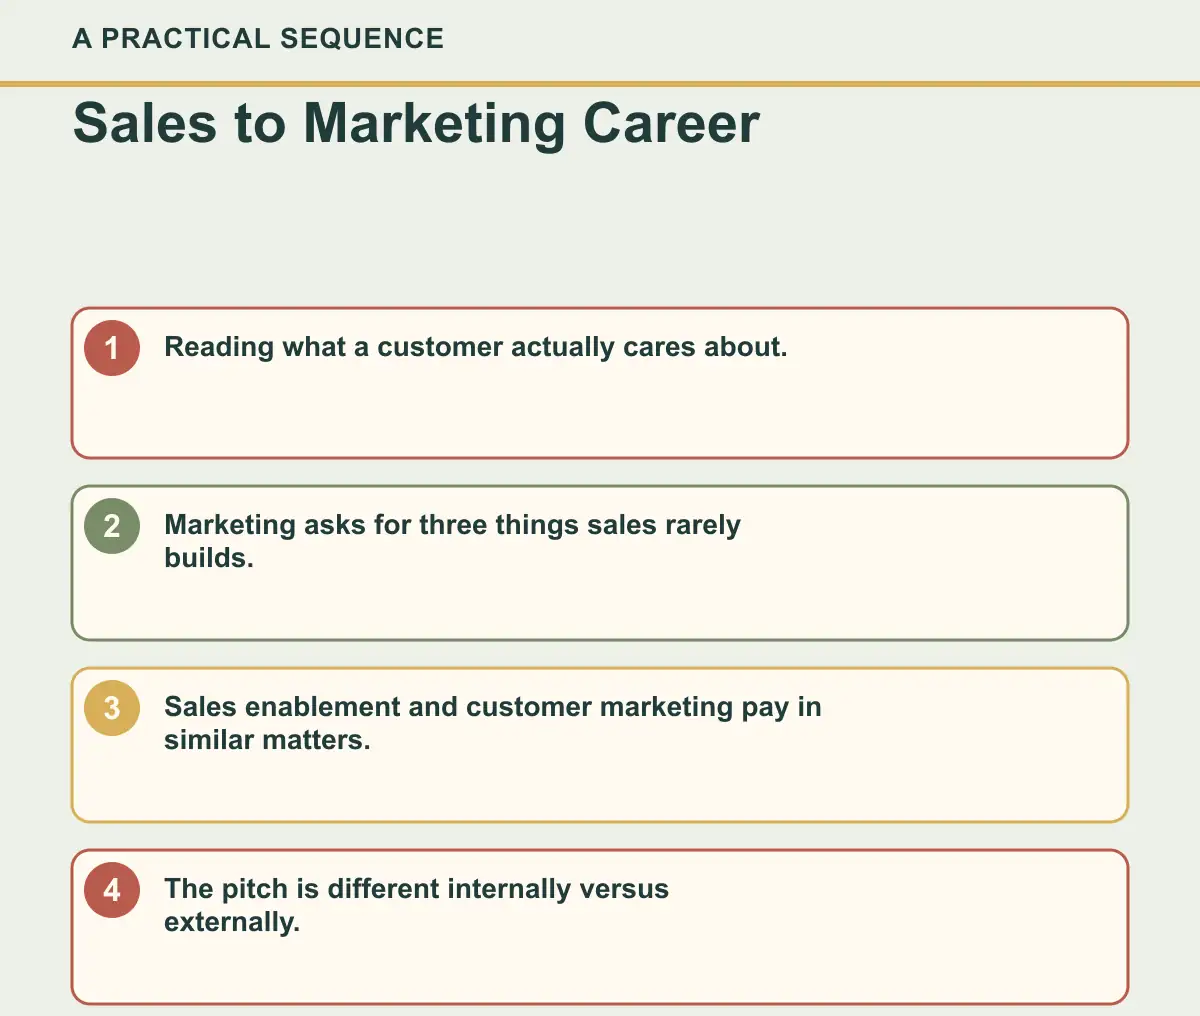 A PRACTICAL SEQUENCE
Sales to Marketing Career
1
Reading what a customer actually cares about.
2
Marketing asks for three things sales rarely
builds.
3
Sales enablement and customer marketing pay in
similar matters.
4
The pitch is different internally versus
externally.